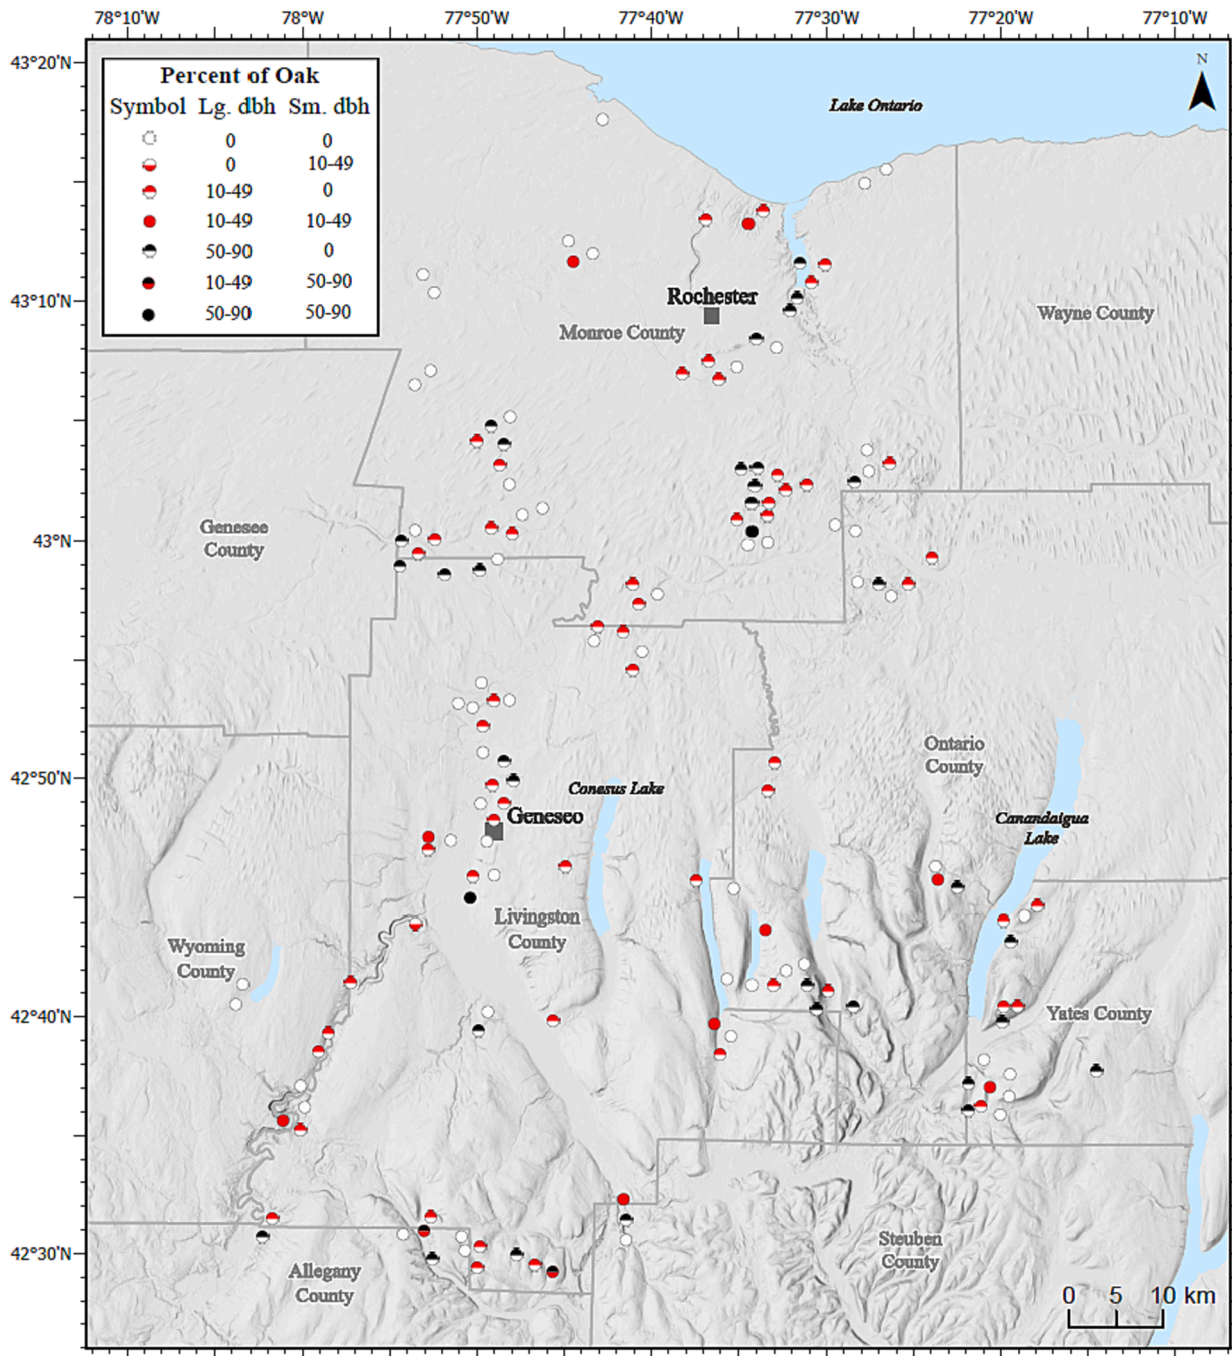 78°10'N 78°'N 77°50'N 77°40'N 77°30'N 77°20'N 77°10'N
43°20'N
Percent of Oak
Symbol Lg. dbh Sm. dbh
0 0
0 10-49
10-49 0
10-49 10-49
50-90 0
10-49 50-90
50-90 50-90
N
Lake Ontario
43°10'N
Rochester
Monroe County
Wayne County
Genesee
County
43°'N
42°50'N
Ontario
County
Conesus Lake
Geneseo
Canandaigua
Lake
Livingston
County
Wyoming
County
42°40'N
Yates County
42°30'N
Steuben
County
Allegany
County
0 5 10 km